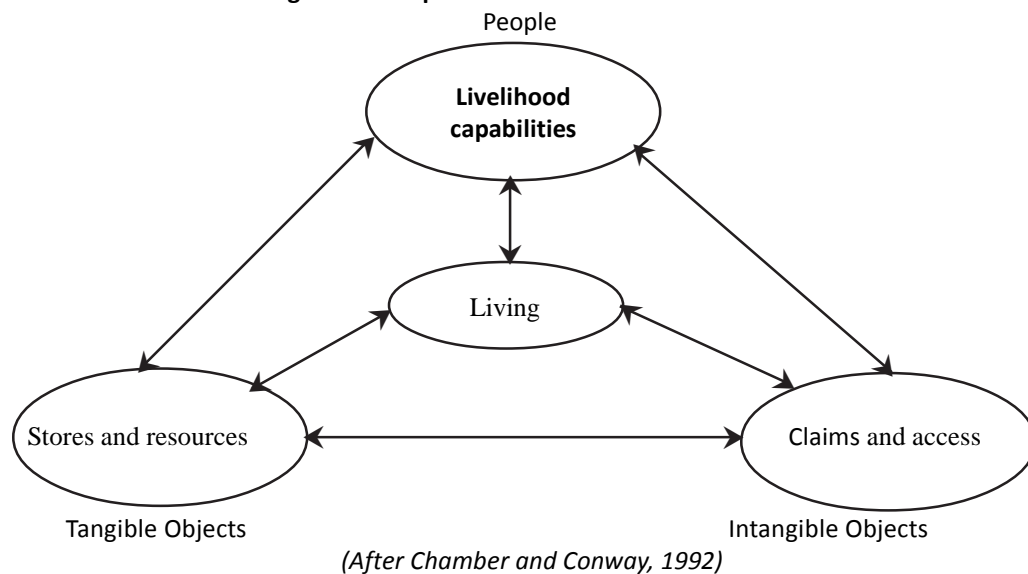 People
Livelihood
capabilities
Living
Stores and resources
Claims and access
Tangible Objects
Intangible Objects
(After Chamber and Conway, 1992)